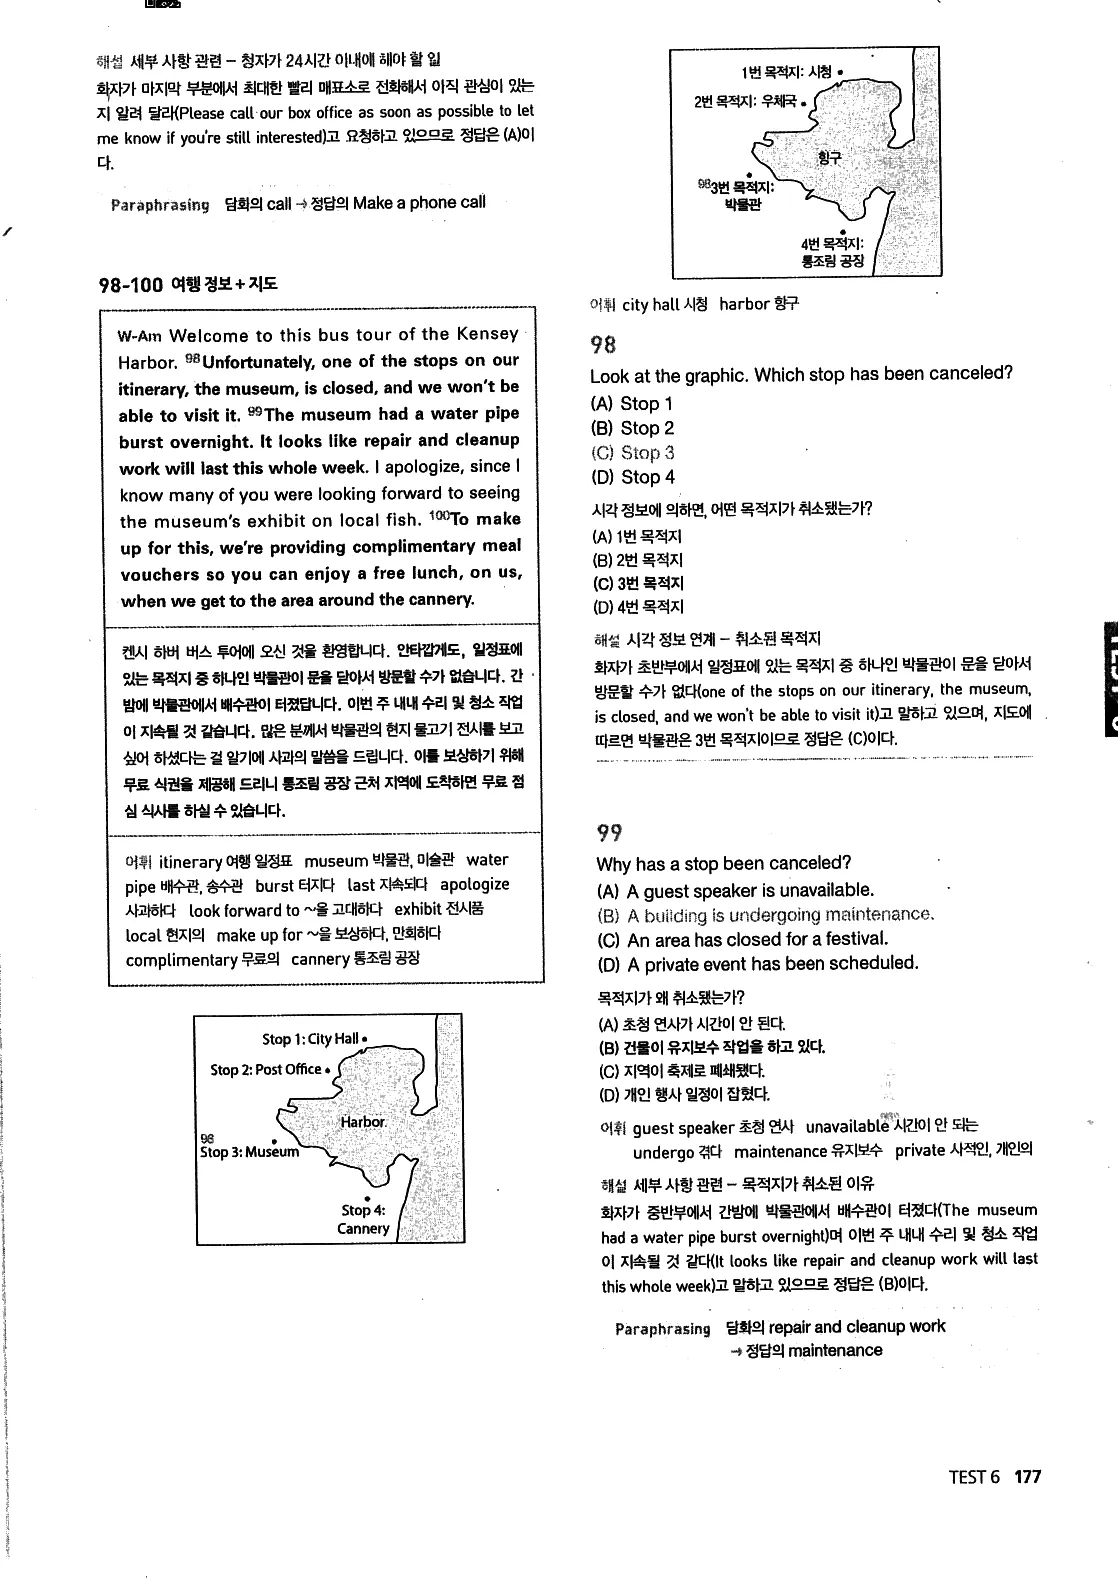 해설 세부 사항 관련 – 청자가 24시간 이내에 해야 할 일
화자가 마지막 부분에서 최대한 빨리 매표소로 전화해서 아직 관심이 있는
지 알려 달라(Please call our box office as soon as possible to let
me know if you're still interested)고 요청하고 있으므로 정답은 (A)이
다.
Paraphrasing 담화의 call → 정답의 Make a phone call
98-100 여행 정보 + 지도
W-Am Welcome to this bus tour of the Kensey
Harbor. 98Unfortunately, one of the stops on our
itinerary, the museum, is closed, and we won't be
able to visit it. 99The museum had a water pipe
burst overnight. It looks like repair and cleanup
work will last this whole week. I apologize, since I
know many of you were looking forward to seeing
the museum's exhibit on local fish. 100To make
up for this, we're providing complimentary meal
vouchers so you can enjoy a free lunch, on us,
when we get to the area around the cannery.
켄시 하버 버스 투어에 오신 것을 환영합니다. 안타깝게도, 일정표에
있는 목적지 중 하나인 박물관이 문을 닫아서 방문할 수가 없습니다. 간
밤에 박물관에서 배수관이 터졌답니다. 이번 주 내내 수리 및 청소 작업
이 지속될 것 같습니다. 많은 분께서 박물관의 현지 물고기 전시를 보고
싶어 하셨다는 걸 알기에 사과의 말씀을 드립니다. 이를 보상하기 위해
무료 식권을 제공해 드리니 통조림 공장 근처 지역에 도착하면 무료 점
심 식사를 하실 수 있습니다.
어휘 itinerary 여행 일정표 museum 박물관, 미술관 water
pipe 배수관, 송수관 burst 터지다 last 지속되다 apologize
사과하다 look forward to ~을 고대하다 exhibit 전시품
local 현지의 make up for ~을 보상하다, 만회하다
complimentary 무료의 cannery 통조림 공장
Stop 1: City Hall
Stop 2: Post Office
Harbor
98
Stop 3: Museum
Stop 4:
Cannery
1번 목적지: 시청
2번 목적지: 우체국
항구
98 3번 목적지:
박물관
4번 목적지:
통조림 공장
어휘 city hall 시청 harbor 항구
98
Look at the graphic. Which stop has been canceled?
(A) Stop 1
(B) Stop 2
(C) Stop 3
(D) Stop 4
시각 정보에 의하면, 어떤 목적지가 취소됐는가?
(A) 1번 목적지
(B) 2번 목적지
(C) 3번 목적지
(D) 4번 목적지
해설 시각 정보 연계 – 취소된 목적지
화자가 초반부에서 일정표에 있는 목적지 중 하나인 박물관이 문을 닫아서
방문할 수가 없다(one of the stops on our itinerary, the museum,
is closed, and we won't be able to visit it)고 말하고 있으며, 지도에
따르면 박물관은 3번 목적지이므로 정답은 (C)이다.
99
Why has a stop been canceled?
(A) A guest speaker is unavailable.
(B) A building is undergoing maintenance.
(C) An area has closed for a festival.
(D) A private event has been scheduled.
목적지가 왜 취소됐는가?
(A) 초청 연사가 시간이 안 된다.
(B) 건물이 유지보수 작업을 하고 있다.
(C) 지역이 축제로 폐쇄됐다.
(D) 개인 행사 일정이 잡혔다.
어휘 guest speaker 초청 연사 unavailable 시간이 안 되는
undergo 겪다 maintenance 유지보수 private 사적인, 개인의
해설 세부 사항 관련 – 목적지가 취소된 이유
화자가 중반부에서 간밤에 박물관에서 배수관이 터졌다(The museum
had a water pipe burst overnight)며 이번 주 내내 수리 및 청소 작업
이 지속될 것 같다(It looks like repair and cleanup work will last
this whole week)고 말하고 있으므로 정답은 (B)이다.
Paraphrasing 담화의 repair and cleanup work
→ 정답의 maintenance
TEST 6 177